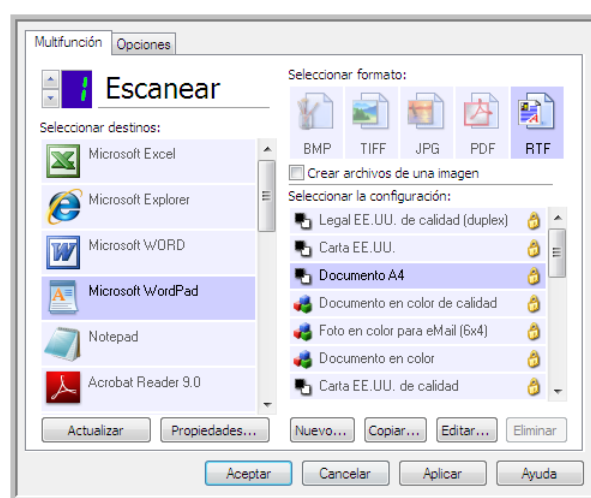 Multifunción Opciones
1 Escanear
Seleccionar destinos:
Microsoft Excel
Microsoft Explorer
Microsoft WORD
Microsoft WordPad
Notepad
Acrobat Reader 9.0
Actualizar Propiedades...
Seleccionar formato:
BMP TIFF JPG PDF RTF
Crear archivos de una imagen
Seleccionar la configuración:
Legal EE.UU. de calidad (duplex)
Carta EE.UU.
Documento A4
Documento en color de calidad
Foto en color para eMail (6x4)
Documento en color
Carta EE.UU. de calidad
Nuevo... Copiar... Editar... Eliminar
Aceptar Cancelar Aplicar Ayuda